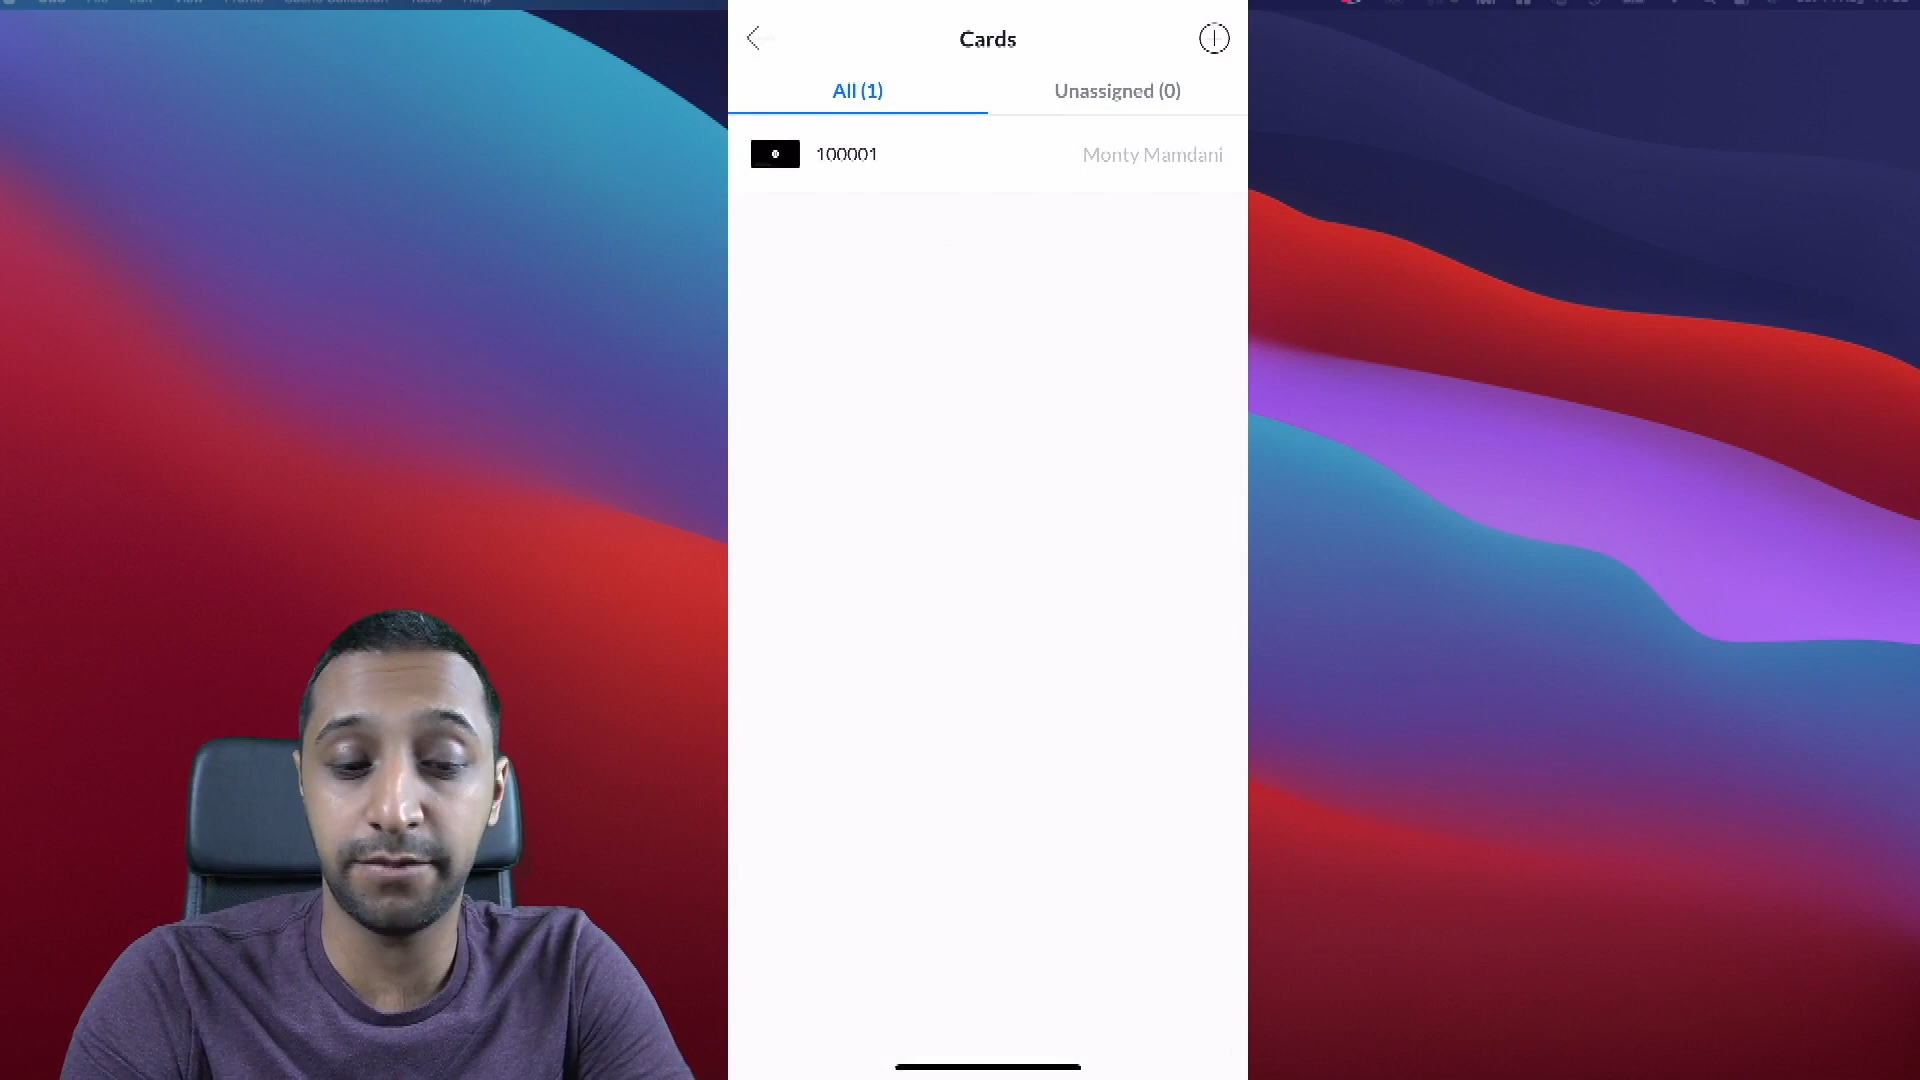 Cards
All (1)
Unassigned (0)
100001
Monty Mamdani